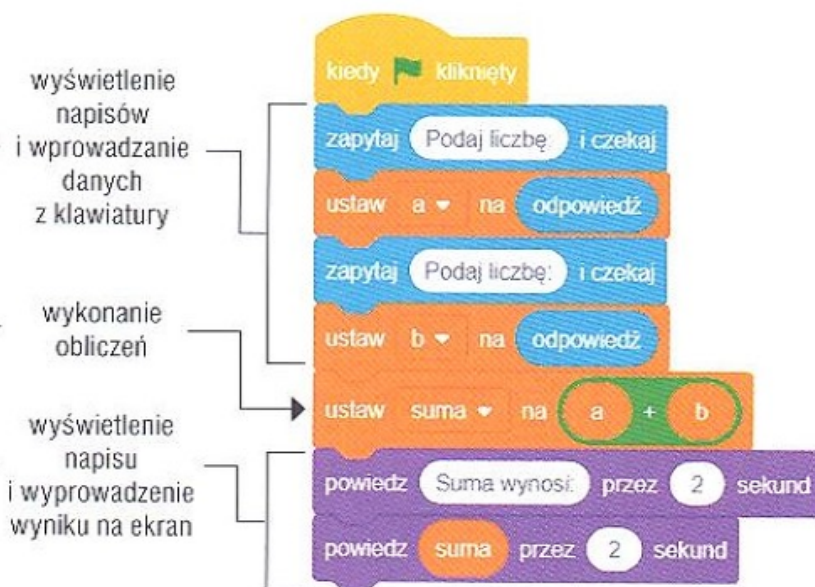 wyświetlenie
napisów
i wprowadzanie
danych
z klawiatury
wykonanie
obliczeń
wyświetlenie
napisu
i wyprowadzenie
wyniku na ekran
kiedy kliknięty
zapytaj Podaj liczbę: i czekaj
ustaw a na odpowiedź
zapytaj Podaj liczbę: i czekaj
ustaw b na odpowiedź
ustaw suma na a + b
powiedz Suma wynosi: przez 2 sekund
powiedz suma przez 2 sekund